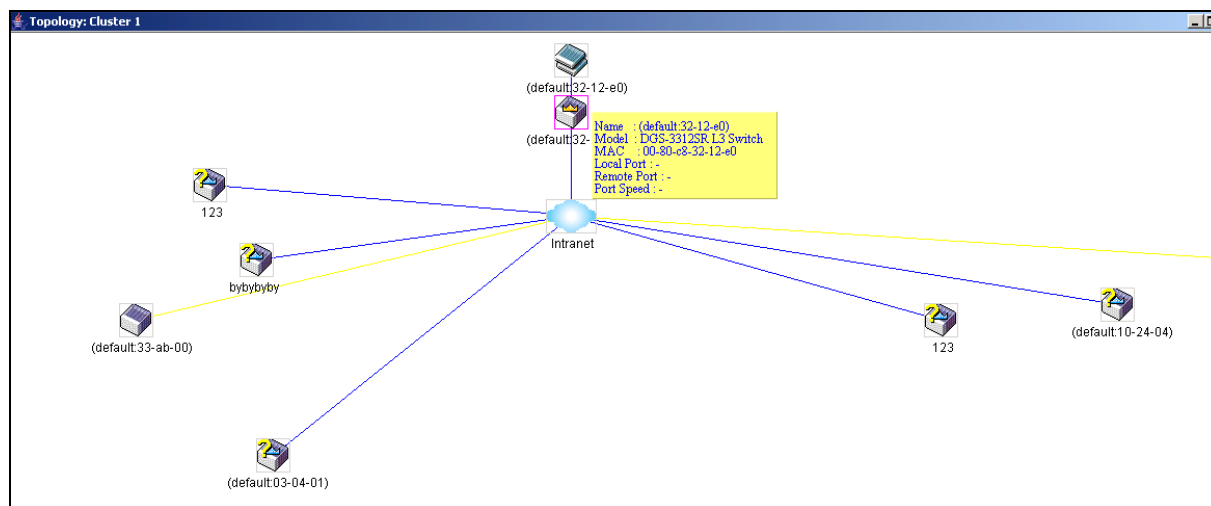 Topology: Cluster 1
(default:32-12-e0)
(default:32-
Name : (default:32-12-e0)
Model : DGS-3312SR L3 Switch
MAC : 00-80-c8-32-12-e0
Local Port : -
Remote Port : -
Port Speed : -
123
Intranet
bybybyby
(default:33-ab-00)
123
(default:10-24-04)
(default:03-04-01)